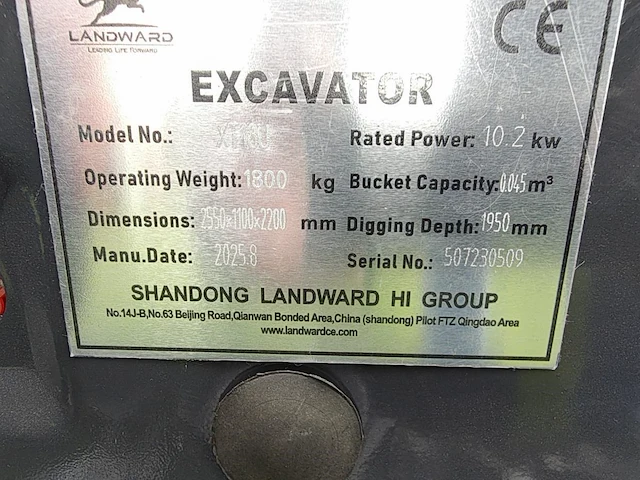 LANDWARD
LEADING LIFE FORWARD
CE
EXCAVATOR
Model No.:
Rated Power: 10.2 kw
Operating Weight: 1800 kg
Bucket Capacity: 0.045 m³
Dimensions: 2550×1100×2200 mm
Digging Depth: 1950 mm
Manu.Date: 2025.8
Serial No.: 507230509
SHANDONG LANDWARD HI GROUP
No.14J-B,No.63 Beijing Road,Qianwan Bonded Area,China (shandong) Pilot FTZ Qingdao Area
www.landwardce.com